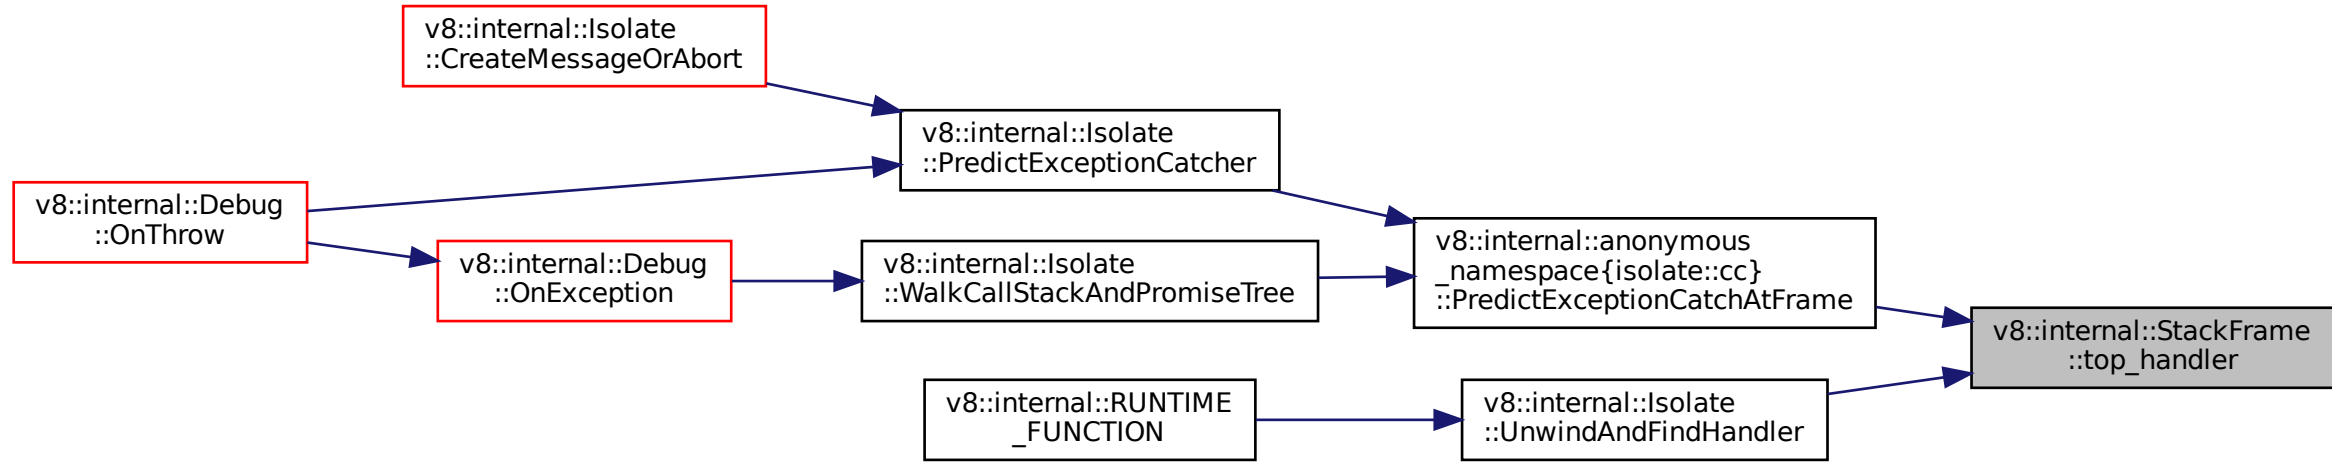 v8::internal::Isolate
::CreateMessageOrAbort
v8::internal::Isolate
::PredictExceptionCatcher
v8::internal::Debug
::OnThrow
v8::internal::anonymous
_namespace{isolate::cc}
::PredictExceptionCatchAtFrame
v8::internal::Debug
::OnException
v8::internal::Isolate
::WalkCallStackAndPromiseTree
v8::internal::StackFrame
::top_handler
v8::internal::RUNTIME
_FUNCTION
v8::internal::Isolate
::UnwindAndFindHandler